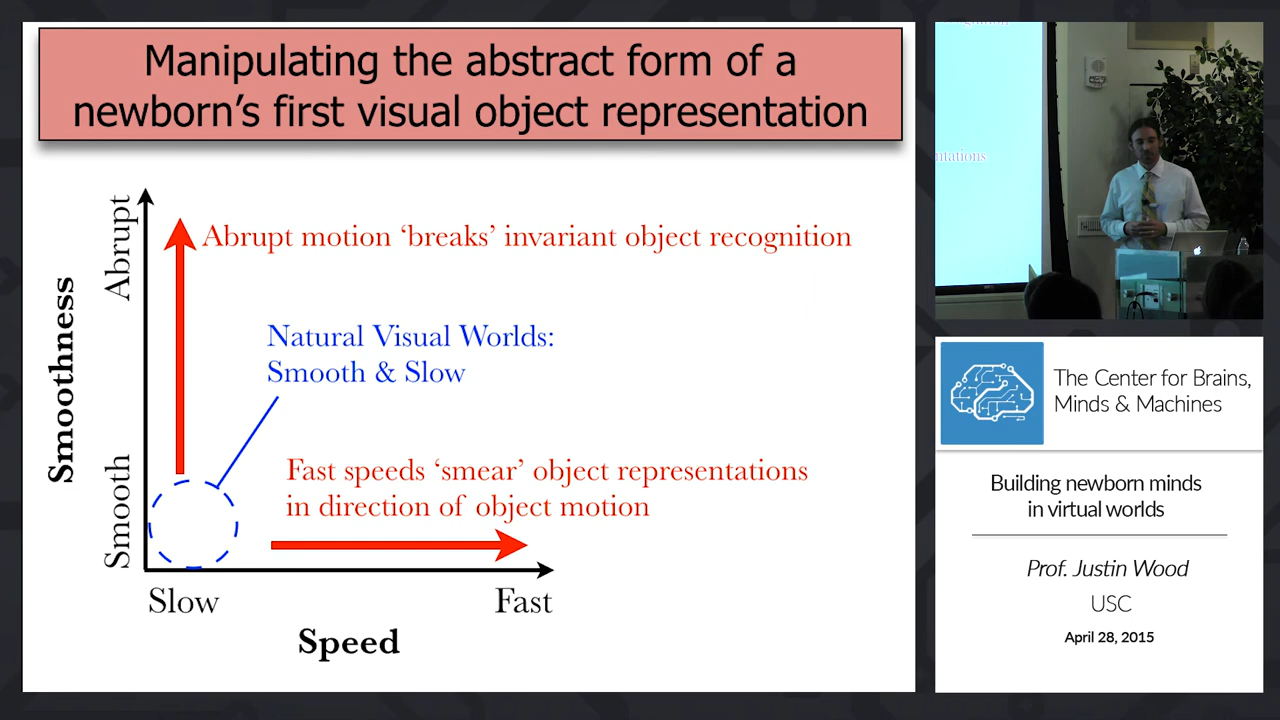 Manipulating the abstract form of a
newborn’s first visual object representation
Smoothness
Abrupt
Smooth
Abrupt motion ‘breaks’ invariant object recognition
Natural Visual Worlds:
Smooth & Slow
Fast speeds ‘smear’ object representations
in direction of object motion
Slow
Fast
Speed
ntations
The Center for Brains,
Minds & Machines
Building newborn minds
in virtual worlds
Prof. Justin Wood
USC
April 28, 2015